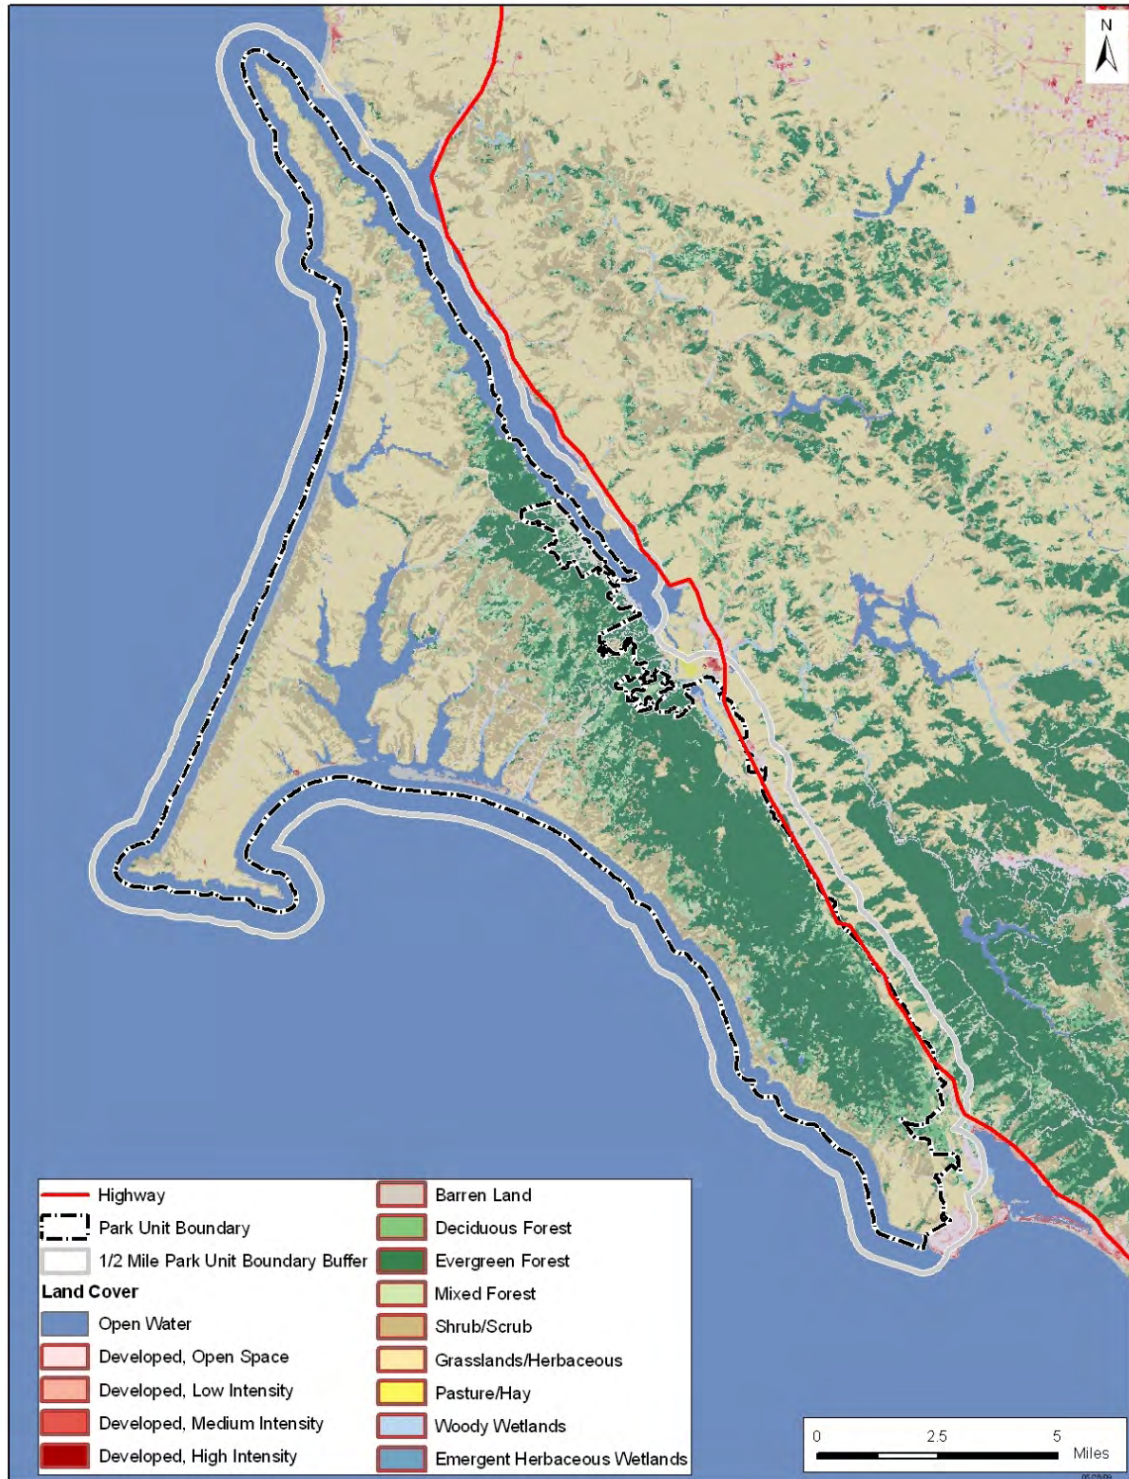 N
Highway
Park Unit Boundary
1/2 Mile Park Unit Boundary Buffer
Land Cover
Open Water
Developed, Open Space
Developed, Low Intensity
Developed, Medium Intensity
Developed, High Intensity
Barren Land
Deciduous Forest
Evergreen Forest
Mixed Forest
Shrub/Scrub
Grasslands/Herbaceous
Pasture/Hay
Woody Wetlands
Emergent Herbaceous Wetlands
0 2.5 5
Miles